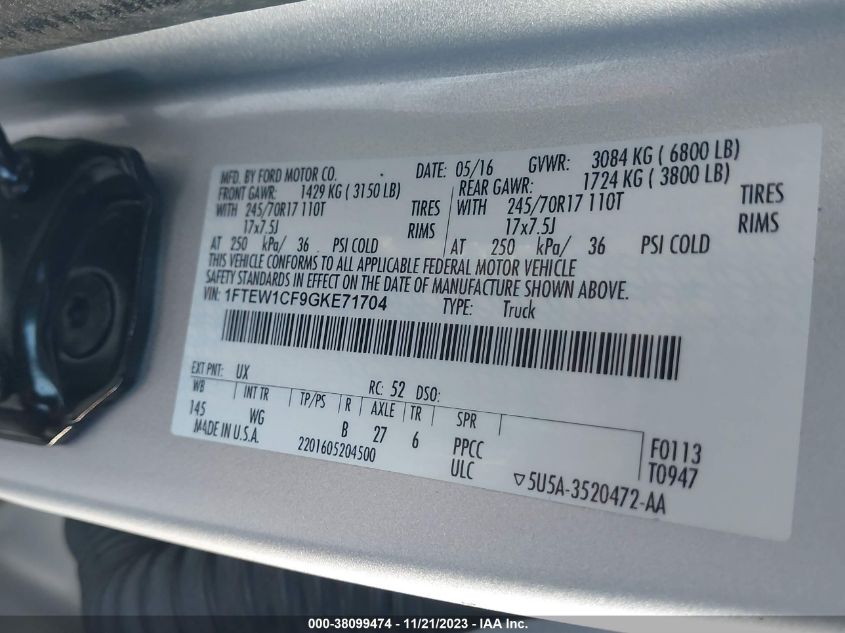 MFD. BY FORD MOTOR CO. DATE: 05/16 GVWR: 3084 KG ( 6800 LB)
FRONT GAWR: 1429 KG ( 3150 LB) REAR GAWR: 1724 KG ( 3800 LB)
WITH 245/70R17 110T TIRES WITH 245/70R17 110T TIRES
17x7.5J RIMS 17x7.5J RIMS
AT 250 kPa/ 36 PSI COLD AT 250 kPa/ 36 PSI COLD
THIS VEHICLE CONFORMS TO ALL APPLICABLE FEDERAL MOTOR VEHICLE
SAFETY STANDARDS IN EFFECT ON THE DATE OF MANUFACTURE SHOWN ABOVE.
VIN: 1FTEW1CF9GKE71704 TYPE: Truck
EXT PNT: UX RC: 52 DSO:
WB INT TR TP/PS R AXLE TR SPR
145 WG B 27 6 PPCC F0113
MADE IN U.S.A. 2201605204500 ULC T0947
▽5U5A-3520472-AA
000-38099474 — 11/21/2023 — IAA Inc.